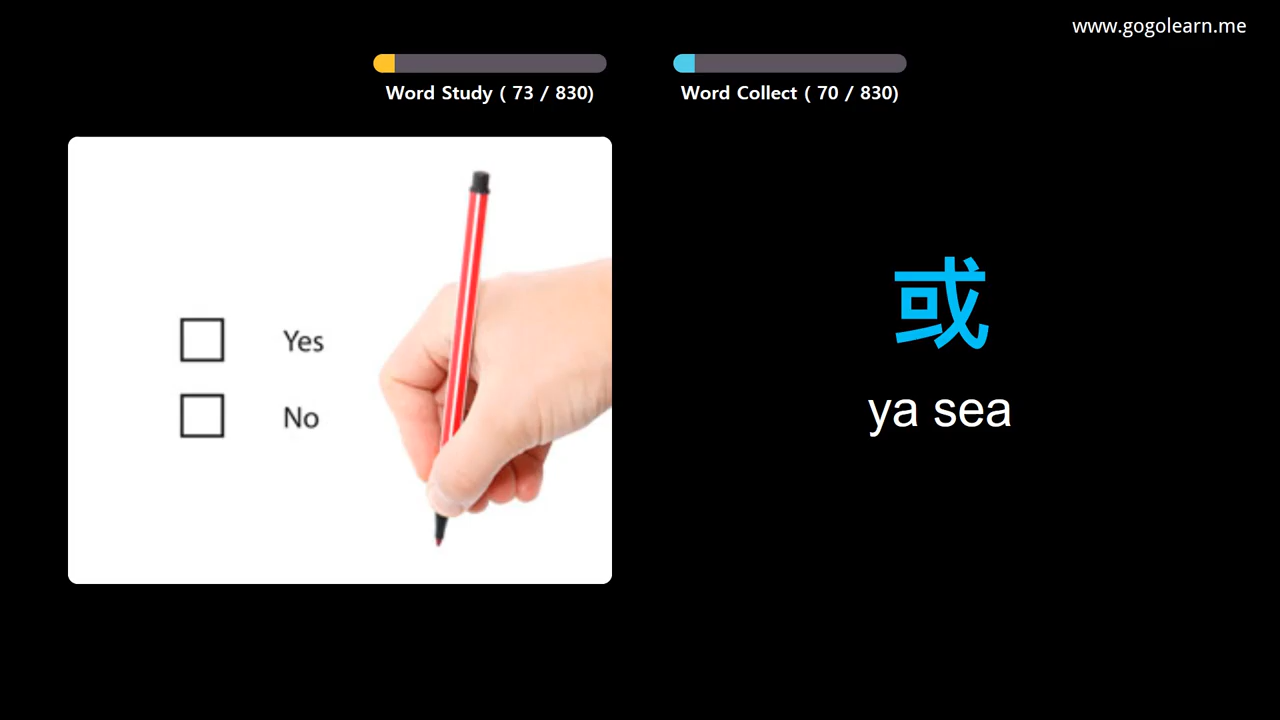 www.gogolearn.me
Word Study ( 73 / 830)
Word Collect ( 70 / 830)
Yes
No
或
ya sea